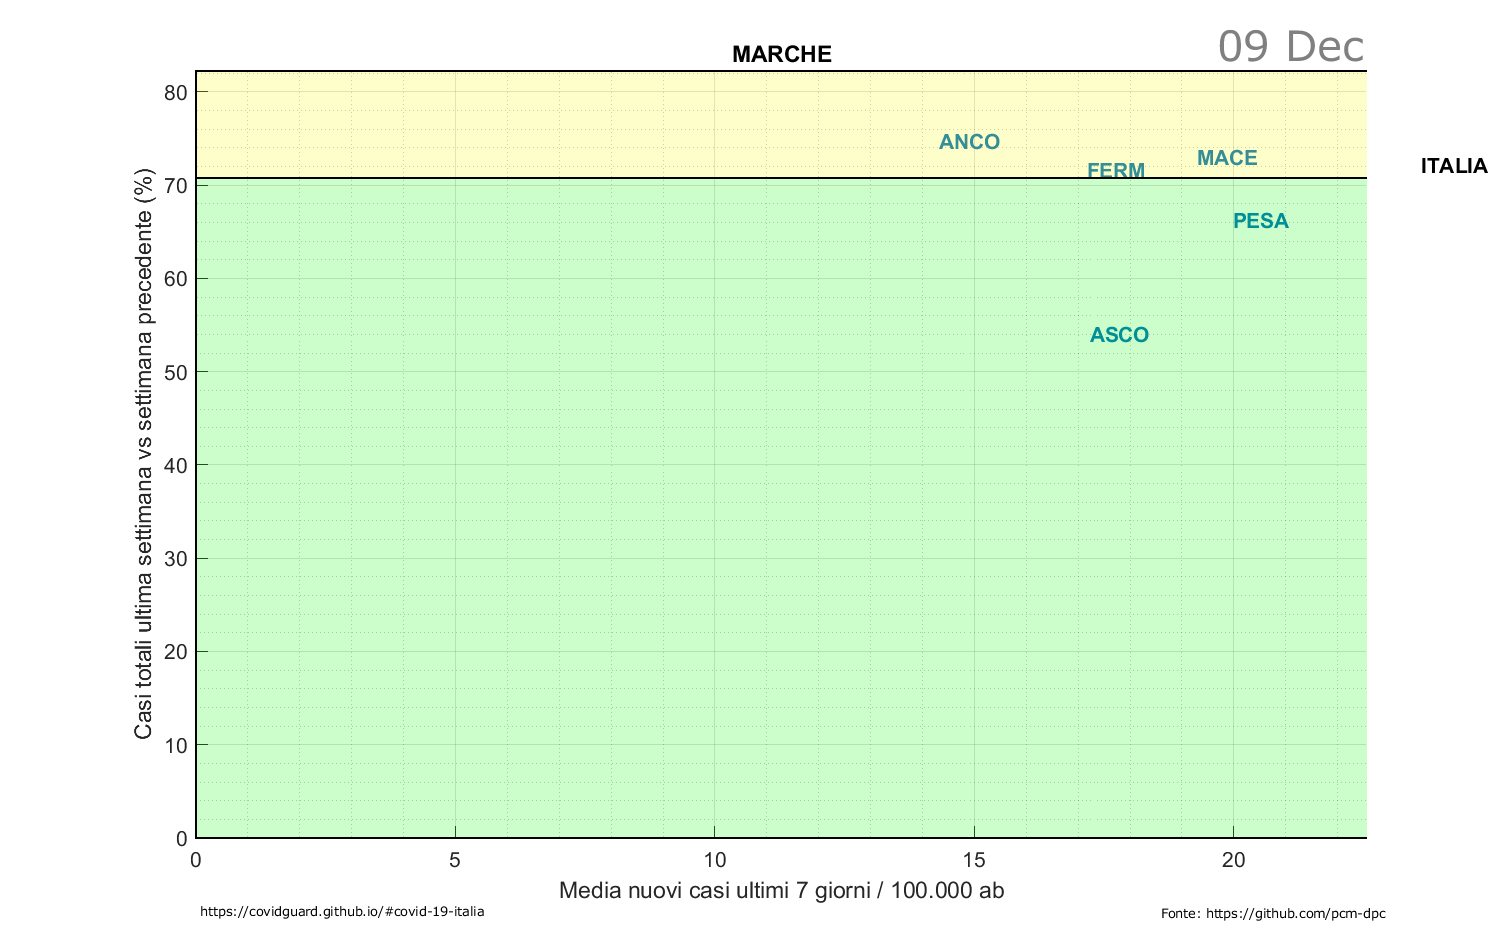 MARCHE
09 Dec
Casi totali ultima settimana vs settimana precedente (%)
80
70
60
50
40
30
20
10
0
ANCO
FERM
MACE
ITALIA
PESA
ASCO
0
5
10
15
20
Media nuovi casi ultimi 7 giorni / 100.000 ab
https://covidguard.github.io/#covid-19-italia
Fonte: https://github.com/pcm-dpc